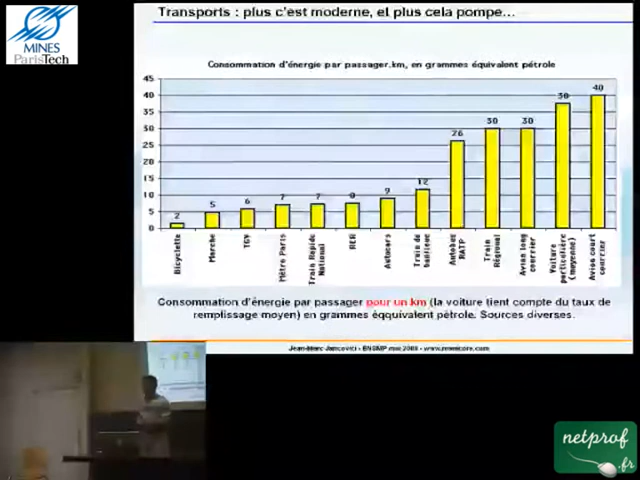 MINES
ParisTech
Transports : plus c'est moderne, et plus cela pompe...
Consommation d'énergie par passager.km, en grammes équivalent pétrole
45
40
35
30
25
20
15
10
5
0
2
5
6
7
7
9
12
26
30
30
40
Bicyclette
Marche
TGV
Métro Paris
Train Rapide National
RER
Autocars
Train de banlieue
Autobus RATP
Train Régional
Avion long courrier
Voiture particulière (moyenne)
Avion court courrier
Consommation d'énergie par passager pour un km (la voiture tient compte du taux de
remplissage moyen) en grammes éqquivalent pétrole. Sources diverses.
Jean-Marc Jancovici - ENSMP mai 2008 - www.manicore.com
netprof
.fr